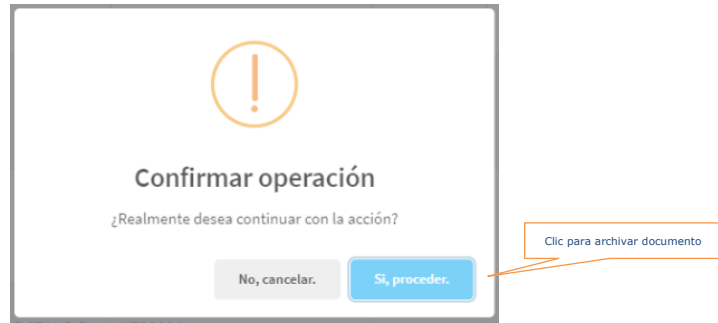 Confirmar operación
¿Realmente desea continuar con la acción?
Clic para archivar documento
No, cancelar.
Si, proceder.